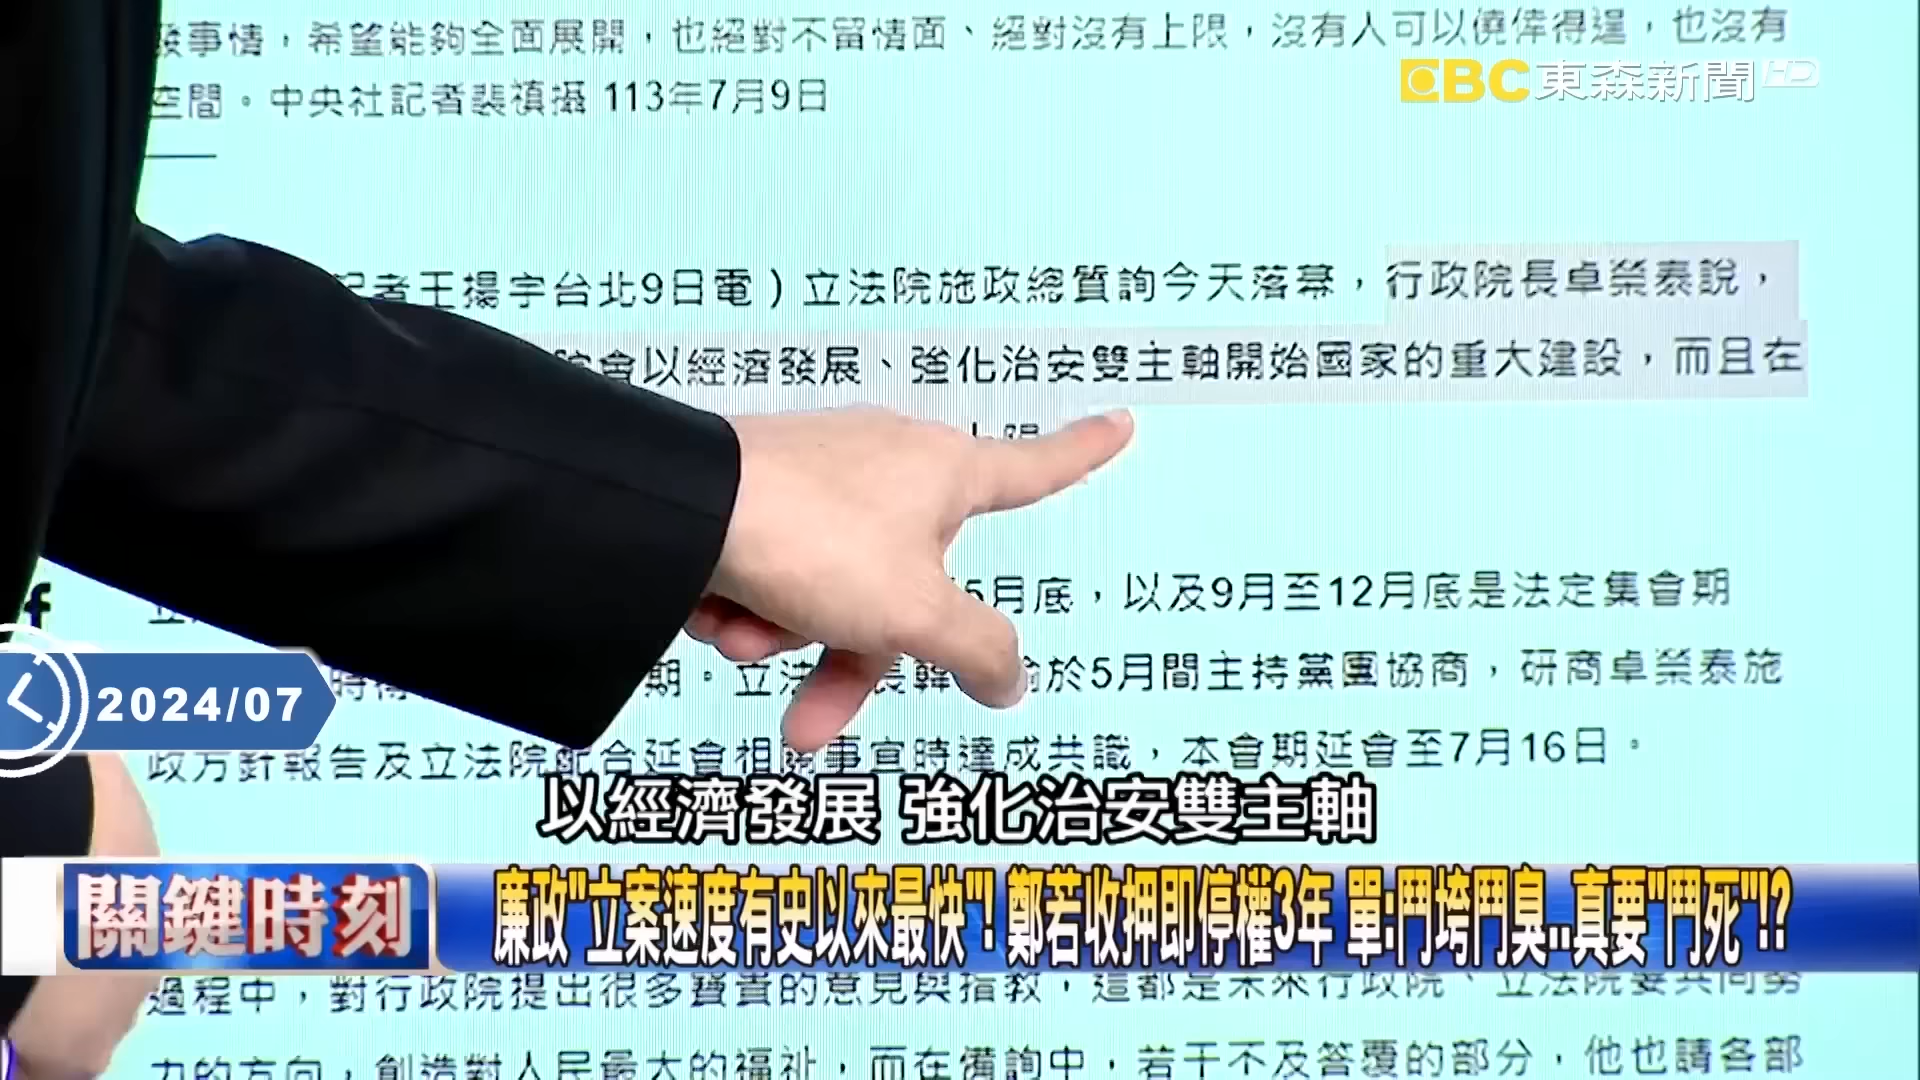 發事情，希望能夠全面展開，也絕對不留情面、絕對沒有上限，沒有人可以僥倖得逞，也沒有
空間。中央社記者裴禛攝 113年7月9日
EBC 東森新聞 HD
記者王揚宇台北9日電）立法院施政總質詢今天落幕，行政院長卓榮泰說，
院會以經濟發展、強化治安雙主軸開始國家的重大建設，而且在
上限
5月底，以及9月至12月底是法定集會期
期。立法 長韓 瑜於5月間主持黨團協商，研商卓榮泰施
2024/07
政方針報告及立法院配合延會相關事宜時達成共識，本會期延會至7月16日。
以經濟發展 強化治安雙主軸
關鍵時刻
廉政"立案速度有史以來最快"! 鄭若收押即停權3年 單:鬥垮鬥臭..真要"鬥死"!?
過程中，對行政院提出很多寶貴的意見與指教，這都是未來行政院、立法院要共同努
力的方向，創造對人民最大的福祉，而在備詢中，若干不及答覆的部分，他也請各部